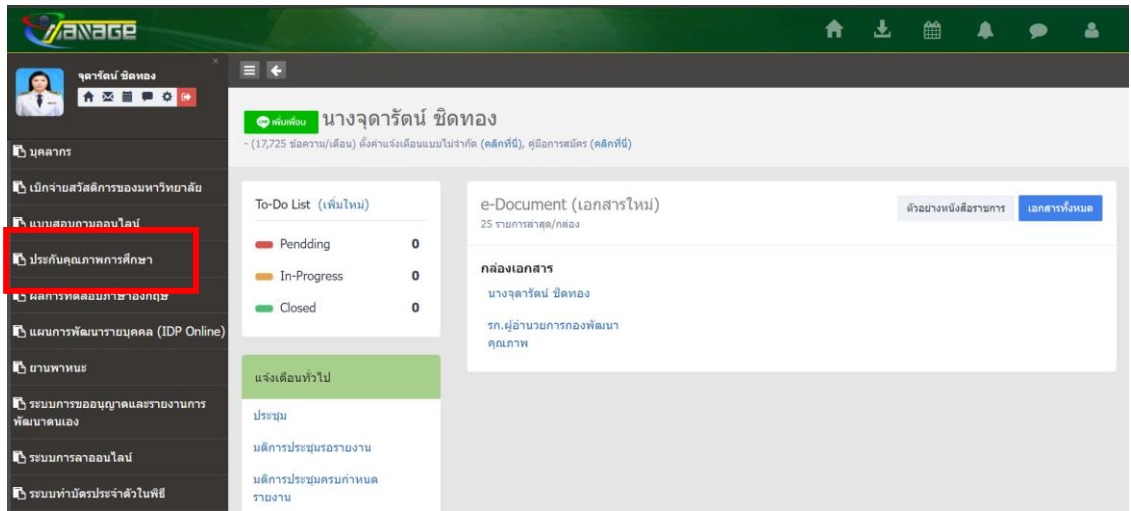 Manage
จุดารัตน์ ชิดทอง
×
บุคลากร
เบิกจ่ายสวัสดิการของมหาวิทยาลัย
แบบสอบถามออนไลน์
ประกันคุณภาพการศึกษา
ผลการทดสอบภาษาอังกฤษ
แผนการพัฒนารายบุคคล (IDP Online)
ยานพาหนะ
ระบบการขออนุญาตและรายงานการ
พัฒนาตนเอง
ระบบการลาออนไลน์
ระบบทำบัตรประจำตัวในพิธี
เพิ่มเพื่อน นางจุดารัตน์ ชิดทอง
- (17,725 ข้อความ/เดือน) ตั้งค่าแจ้งเตือนแบบไม่จำกัด (คลิกที่นี่), คู่มือการสมัคร (คลิกที่นี่)
To-Do List (เพิ่มใหม่)
Pendding 0
In-Progress 0
Closed 0
แจ้งเตือนทั่วไป
ประชุม
มติการประชุมรอรายงาน
มติการประชุมครบกำหนด
รายงาน
e-Document (เอกสารใหม่)
25 รายการล่าสุด/กล่อง
ตัวอย่างหนังสือราชการ
เอกสารทั้งหมด
กล่องเอกสาร
นางจุดารัตน์ ชิดทอง
รก.ผู้อำนวยการกองพัฒนา
คุณภาพ